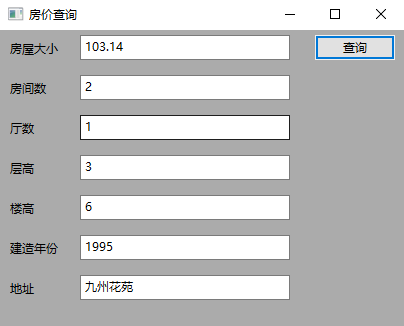 房价查询
房屋大小 103.14 查询
房间数 2
厅数 1
层高 3
楼高 6
建造年份 1995
地址 九州花苑